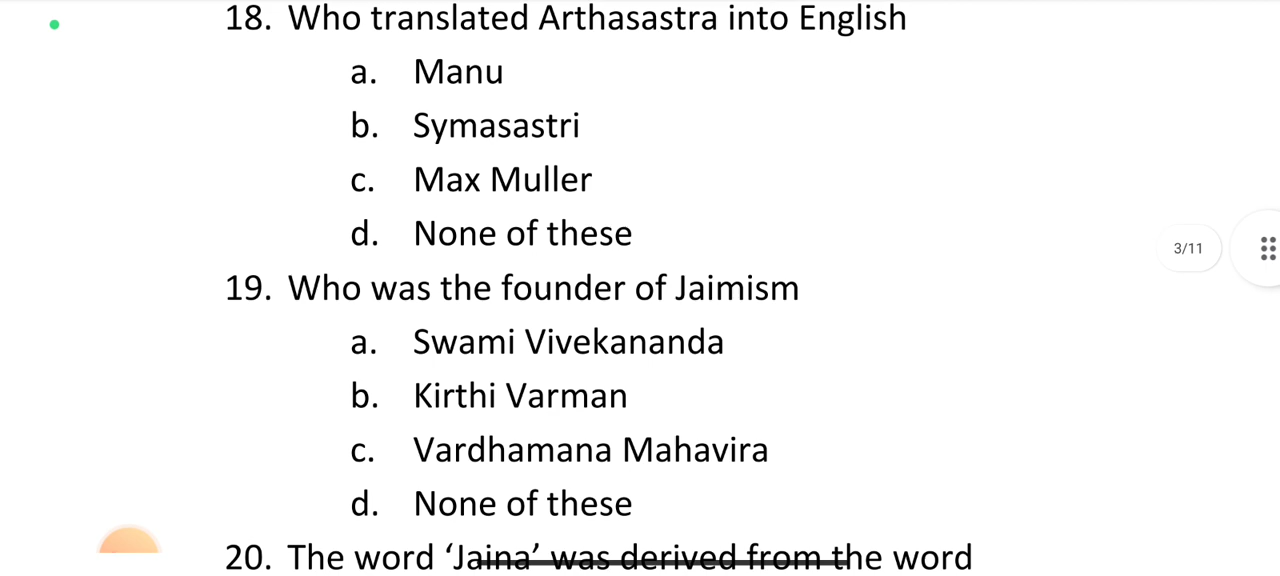 18. Who translated Arthasastra into English
a. Manu
b. Symasastri
c. Max Muller
d. None of these
3/11
19. Who was the founder of Jaimism
a. Swami Vivekananda
b. Kirthi Varman
c. Vardhamana Mahavira
d. None of these
20. The word ‘Jaina’ was derived from the word